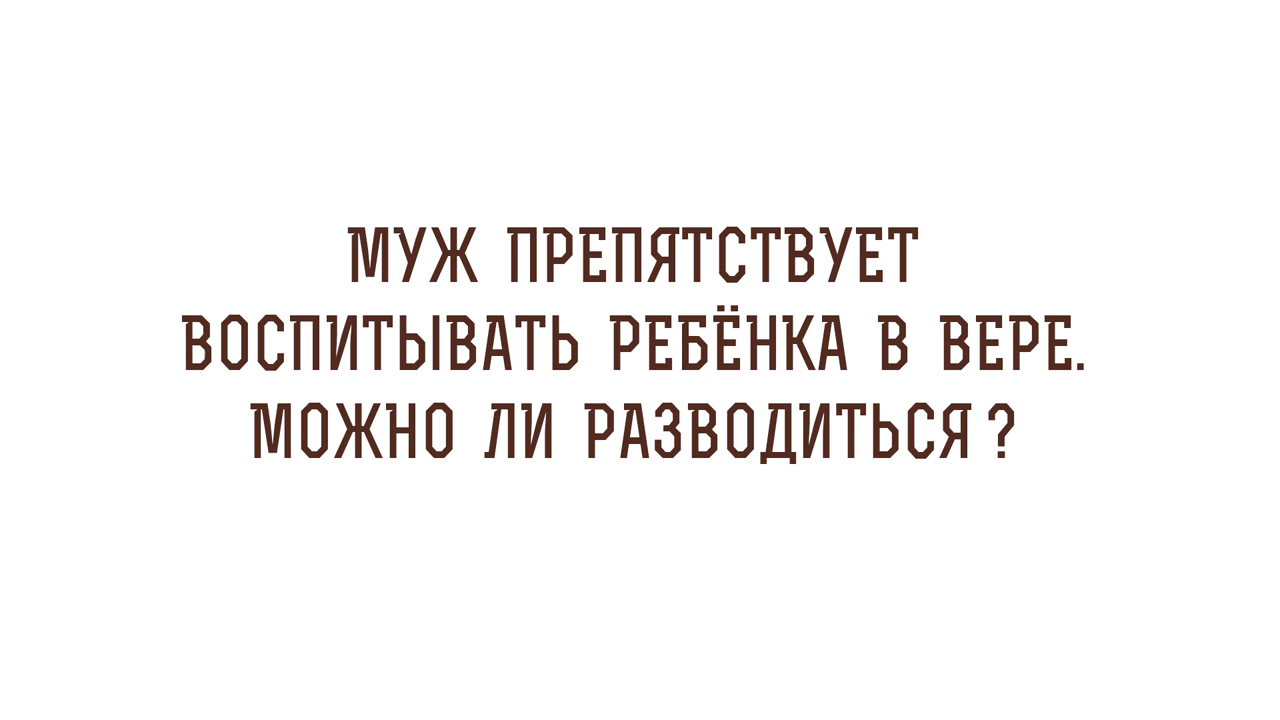 МУЖ ПРЕПЯТСТВУЕТ
ВОСПИТЫВАТЬ РЕБЁНКА В ВЕРЕ.
МОЖНО ЛИ РАЗВОДИТЬСЯ?